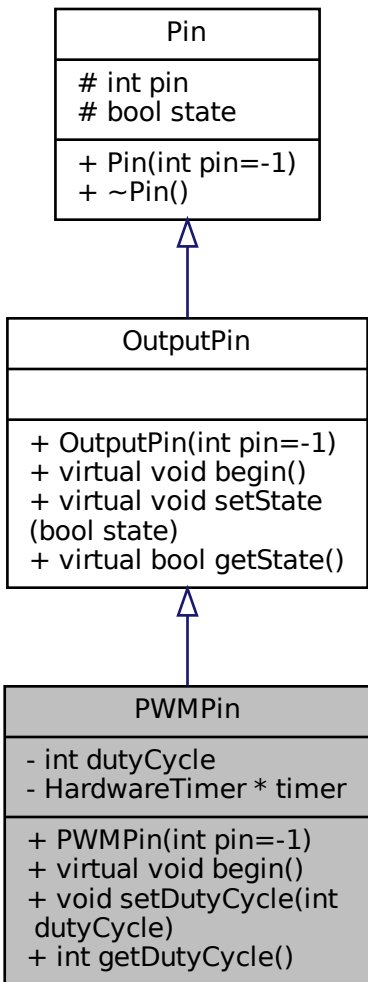 Pin
# int pin
# bool state
+ Pin(int pin=-1)
+ ~Pin()
OutputPin
+ OutputPin(int pin=-1)
+ virtual void begin()
+ virtual void setState
(bool state)
+ virtual bool getState()
PWMPin
- int dutyCycle
- HardwareTimer * timer
+ PWMPin(int pin=-1)
+ virtual void begin()
+ void setDutyCycle(int
dutyCycle)
+ int getDutyCycle()